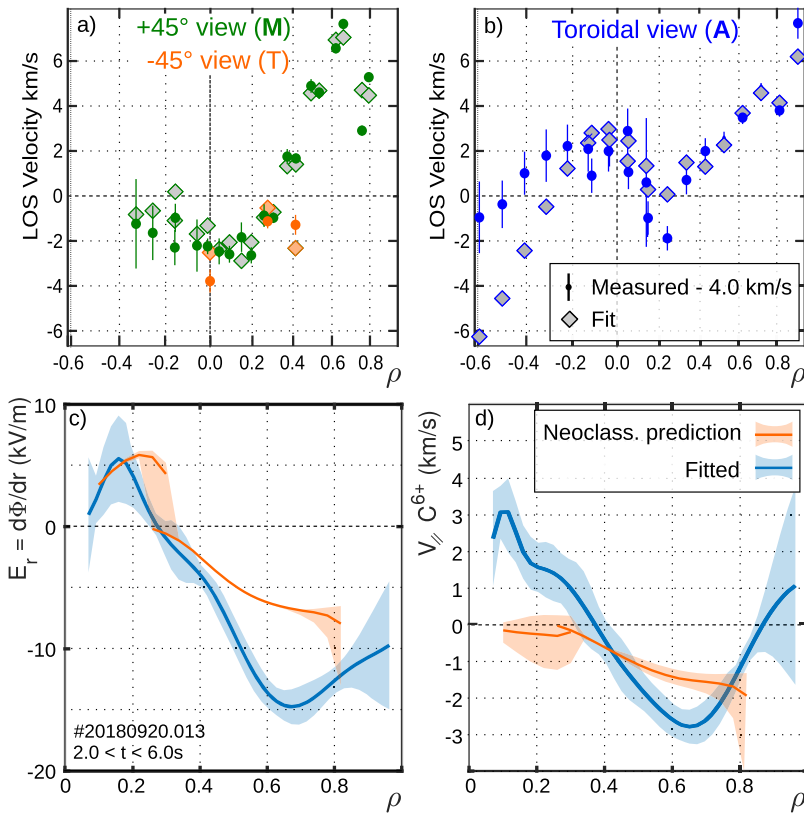 a)
+45° view (M)
-45° view (T)
LOS Velocity km/s
6
4
2
0
-2
-4
-6
-0.6
-0.4
-0.2
0.0
0.2
0.4
0.6
0.8
ρ
b)
Toroidal view (A)
LOS Velocity km/s
6
4
2
0
-2
-4
-6
Measured - 4.0 km/s
Fit
-0.6
-0.4
-0.2
0.0
0.2
0.4
0.6
0.8
ρ
c)
E_r = dΦ/dr (kV/m)
10
0
-10
-20
#20180920.013
2.0 < t < 6.0s
0
0.2
0.4
0.6
0.8
1
ρ
d)
Neoclass. prediction
Fitted
V_// C^6+ (km/s)
5
4
3
2
1
0
-1
-2
-3
0
0.2
0.4
0.6
0.8
1
ρ